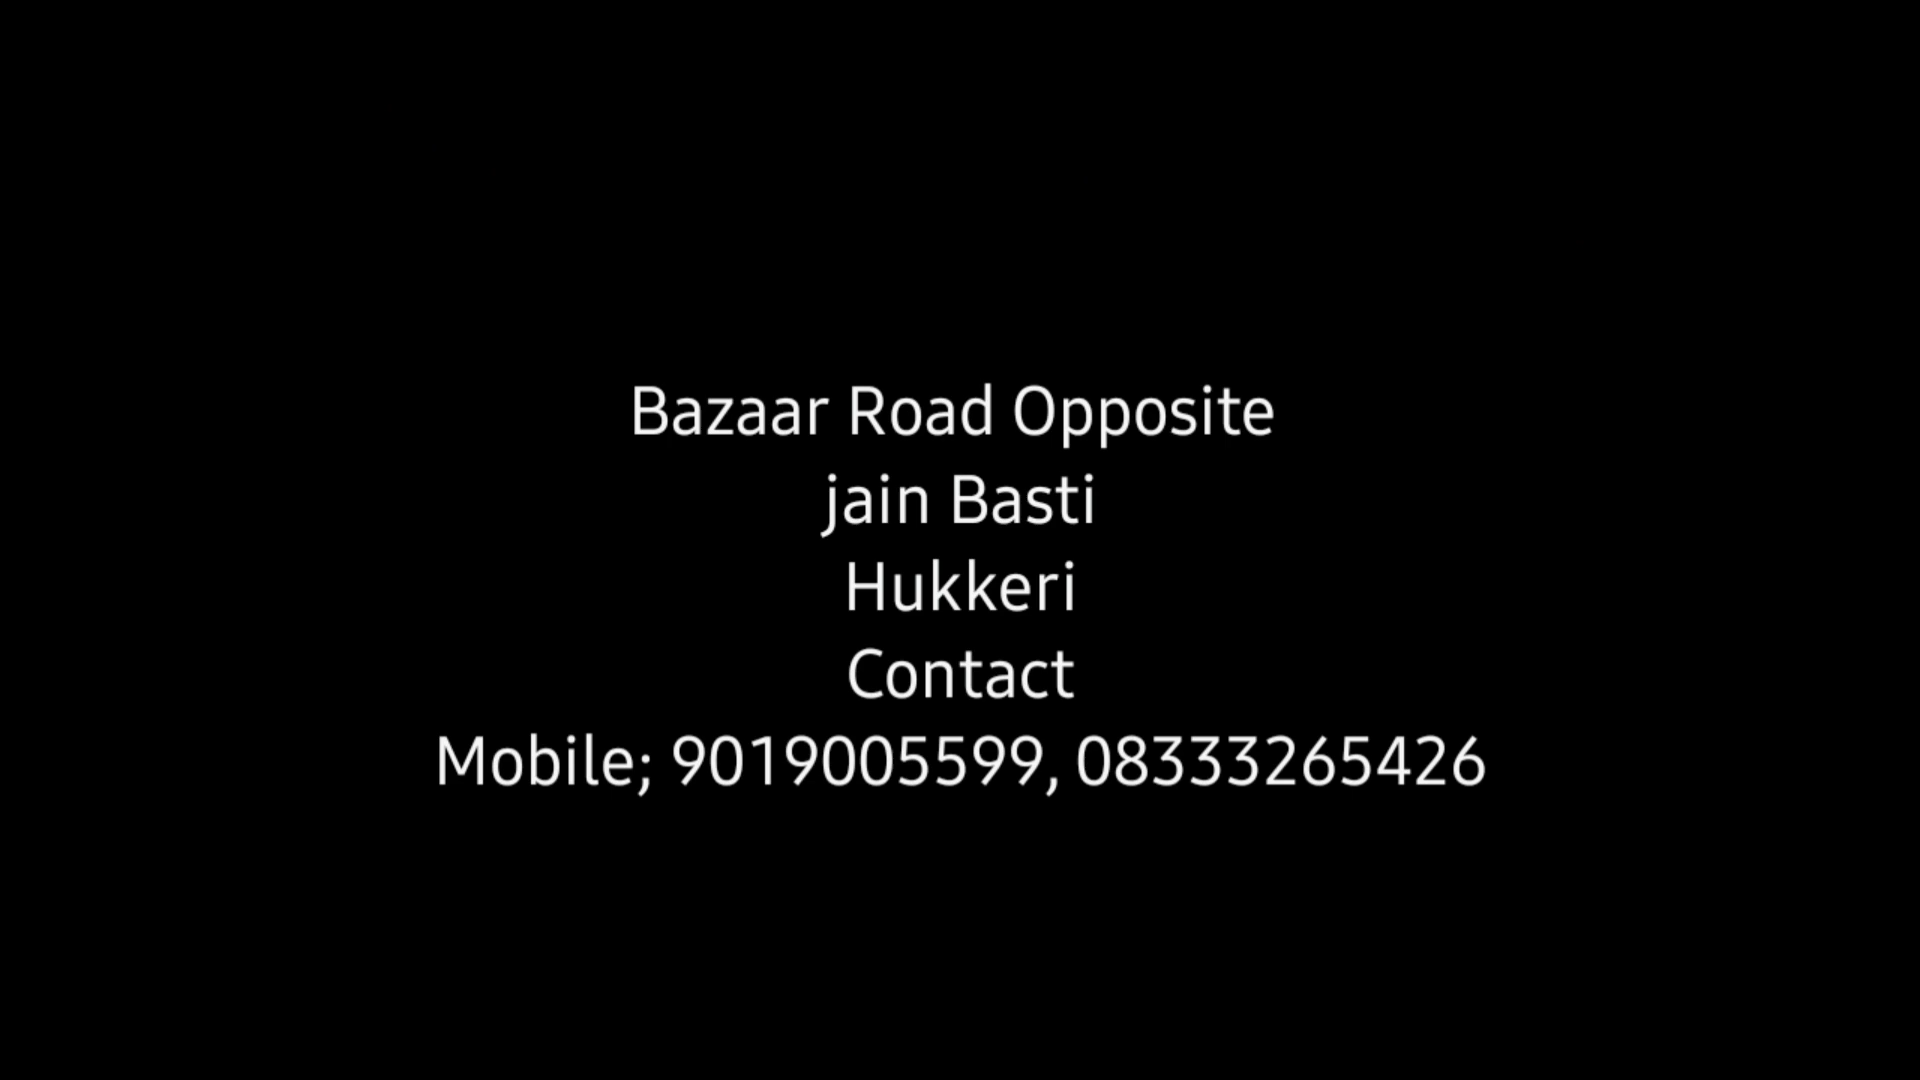 Bazaar Road Opposite
jain Basti
Hukkeri
Contact
Mobile; 9019005599, 08333265426